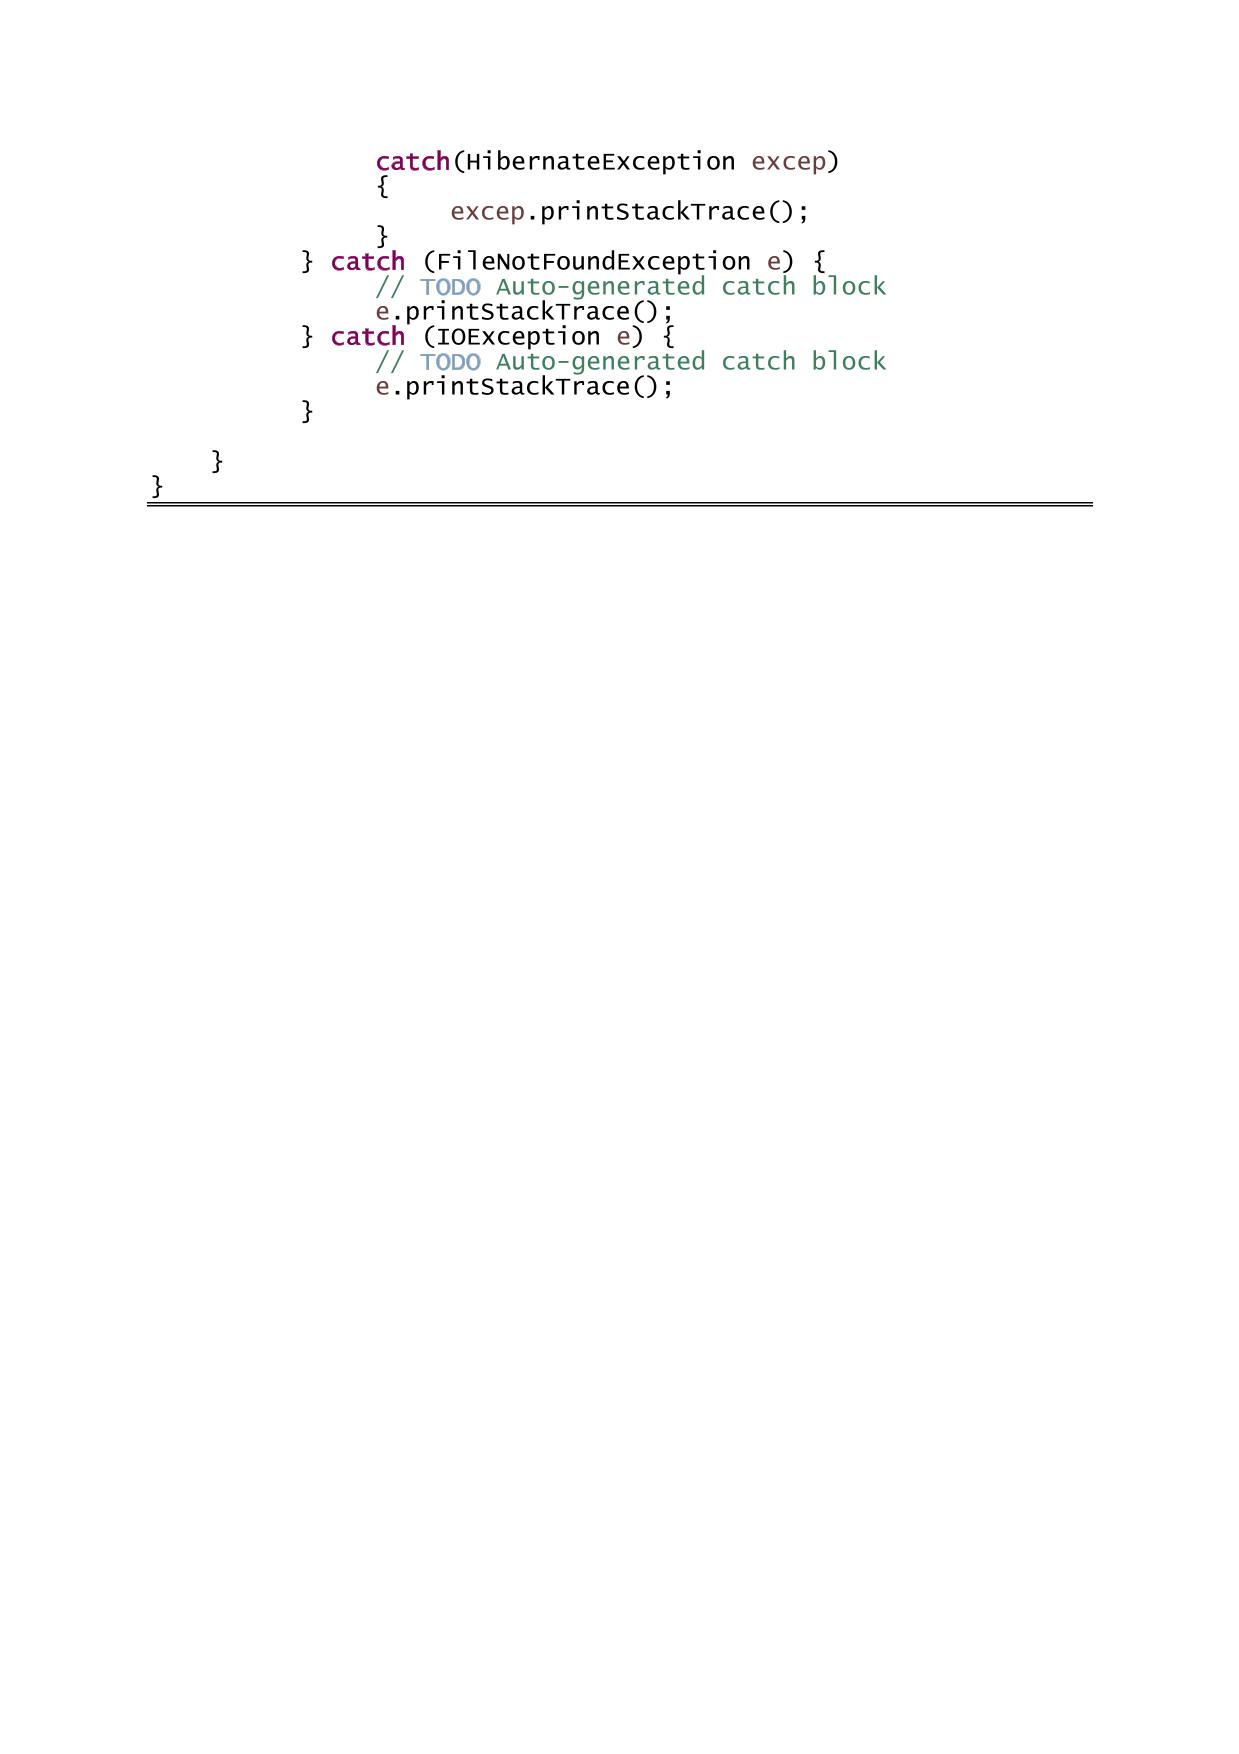 catch(HibernateException excep)
{
excep.printStackTrace();
}
} catch (FileNotFoundException e) {
// TODO Auto-generated catch block
e.printStackTrace();
} catch (IOException e) {
// TODO Auto-generated catch block
e.printStackTrace();
}
}
}